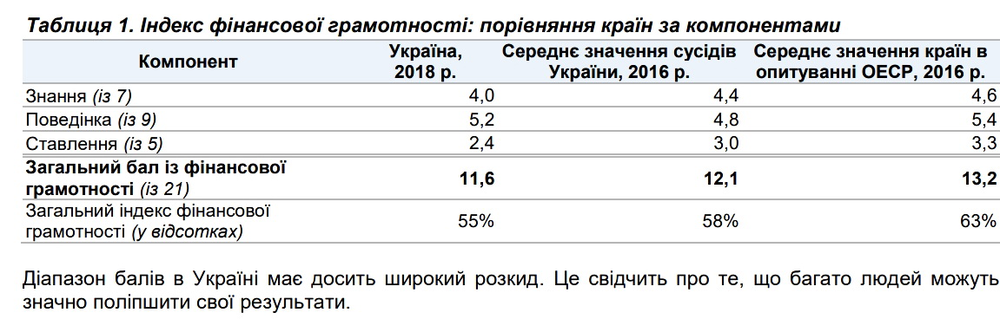 Таблиця 1. Індекс фінансової грамотності: порівняння країн за компонентами
Компонент Україна, 2018 р. Середнє значення сусідів України, 2016 р. Середнє значення країн в опитуванні ОЕСР, 2016 р.
Знання (із 7) 4,0 4,4 4,6
Поведінка (із 9) 5,2 4,8 5,4
Ставлення (із 5) 2,4 3,0 3,3
Загальний бал із фінансової грамотності (із 21) 11,6 12,1 13,2
Загальний індекс фінансової грамотності (у відсотках) 55% 58% 63%
Діапазон балів в Україні має досить широкий розкид. Це свідчить про те, що багато людей можуть
значно поліпшити свої результати.